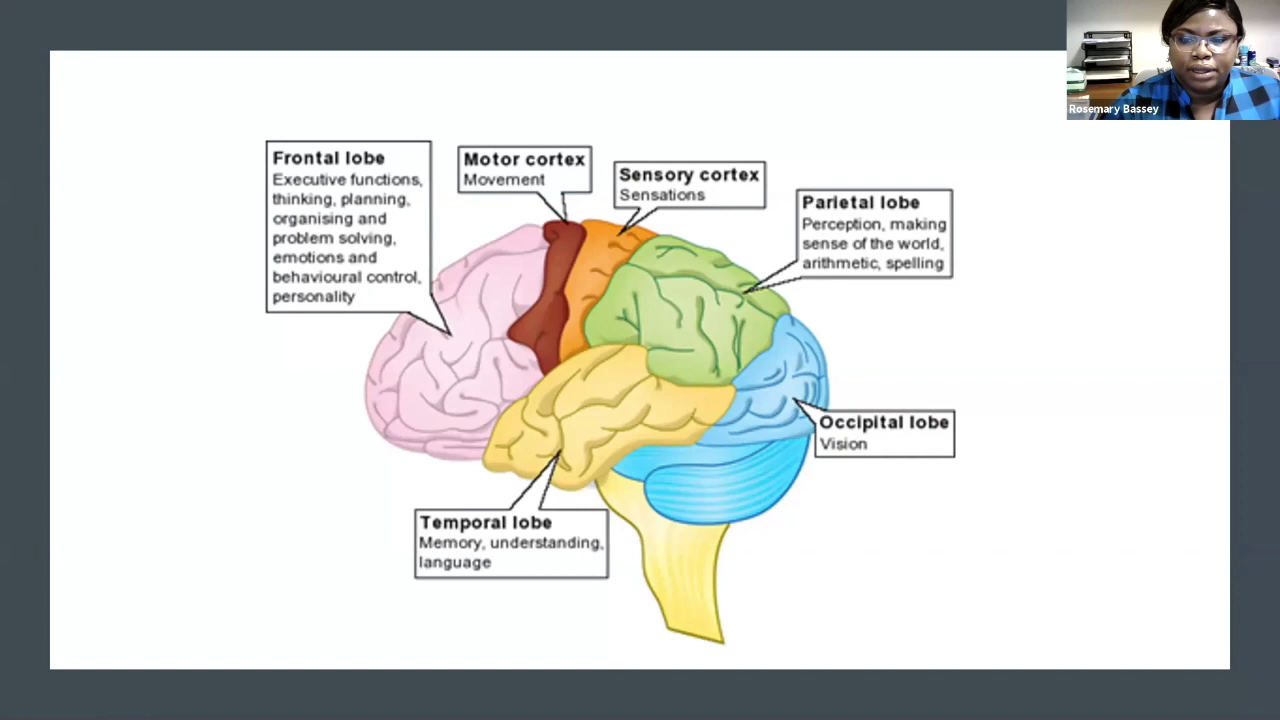 Rosemary Bassey
Frontal lobe
Executive functions,
thinking, planning,
organising and
problem solving,
emotions and
behavioural control,
personality
Motor cortex
Movement
Sensory cortex
Sensations
Parietal lobe
Perception, making
sense of the world,
arithmetic, spelling
Occipital lobe
Vision
Temporal lobe
Memory, understanding,
language